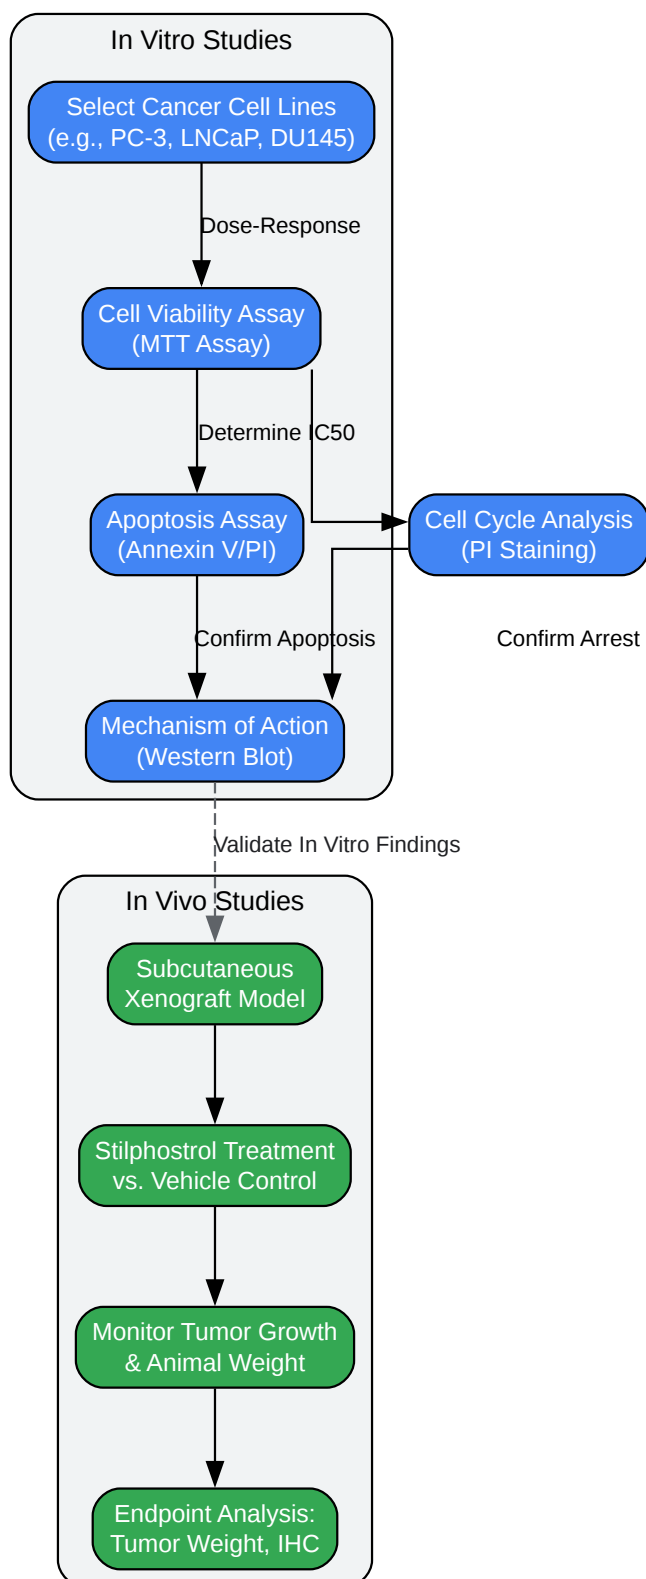 In Vitro Studies
Select Cancer Cell Lines
(e.g., PC-3, LNCaP, DU145)
Dose-Response
Cell Viability Assay
(MTT Assay)
Determine IC50
Apoptosis Assay
(Annexin V/PI)
Cell Cycle Analysis
(PI Staining)
Confirm Apoptosis
Confirm Arrest
Mechanism of Action
(Western Blot)
Validate In Vitro Findings
In Vivo Studies
Subcutaneous
Xenograft Model
Stilphostrol Treatment
vs. Vehicle Control
Monitor Tumor Growth
& Animal Weight
Endpoint Analysis:
Tumor Weight, IHC